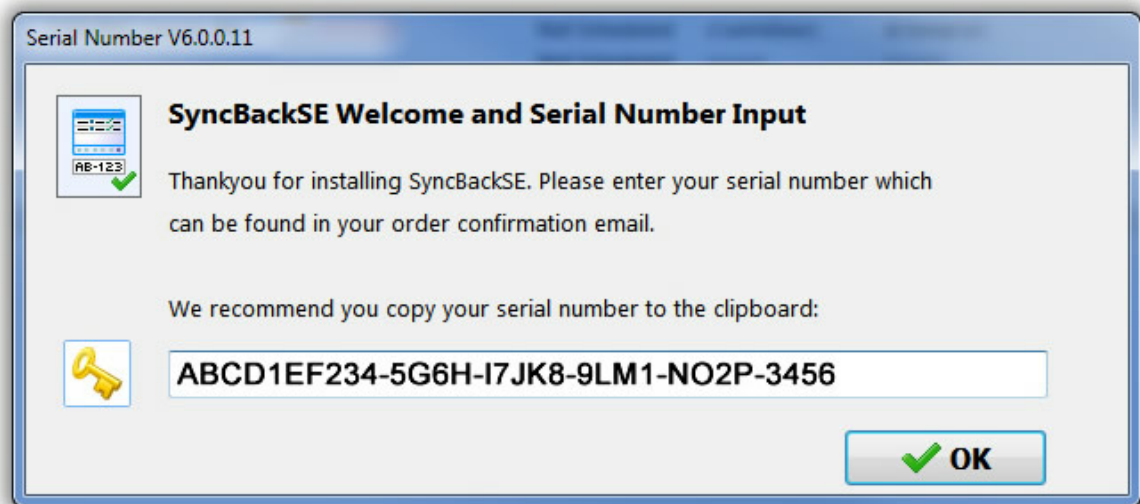 Serial Number V6.0.0.11
SyncBackSE Welcome and Serial Number Input
AB-123
Thankyou for installing SyncBackSE. Please enter your serial number which
can be found in your order confirmation email.
We recommend you copy your serial number to the clipboard:
ABCD1EF234-5G6H-I7JK8-9LM1-NO2P-3456
OK